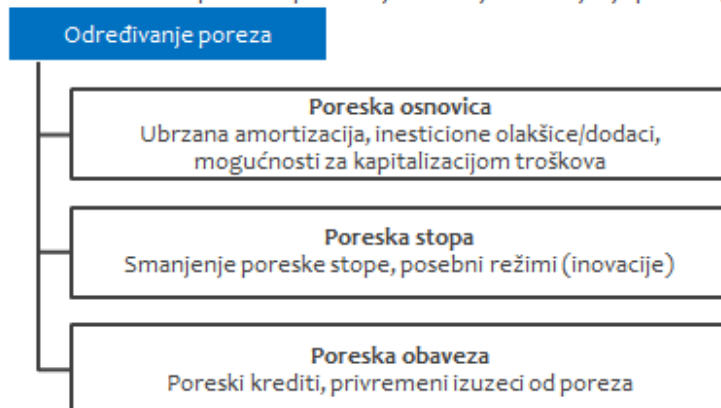 Određivanje poreza
Poreska osnovica
Ubrzana amortizacija, inesticione olakšice/dodaci,
mogućnosti za kapitalizacijom troškova
Poreska stopa
Smanjenje poreske stope, posebni režimi (inovacije)
Poreska obaveza
Poreski krediti, privremeni izuzeci od poreza